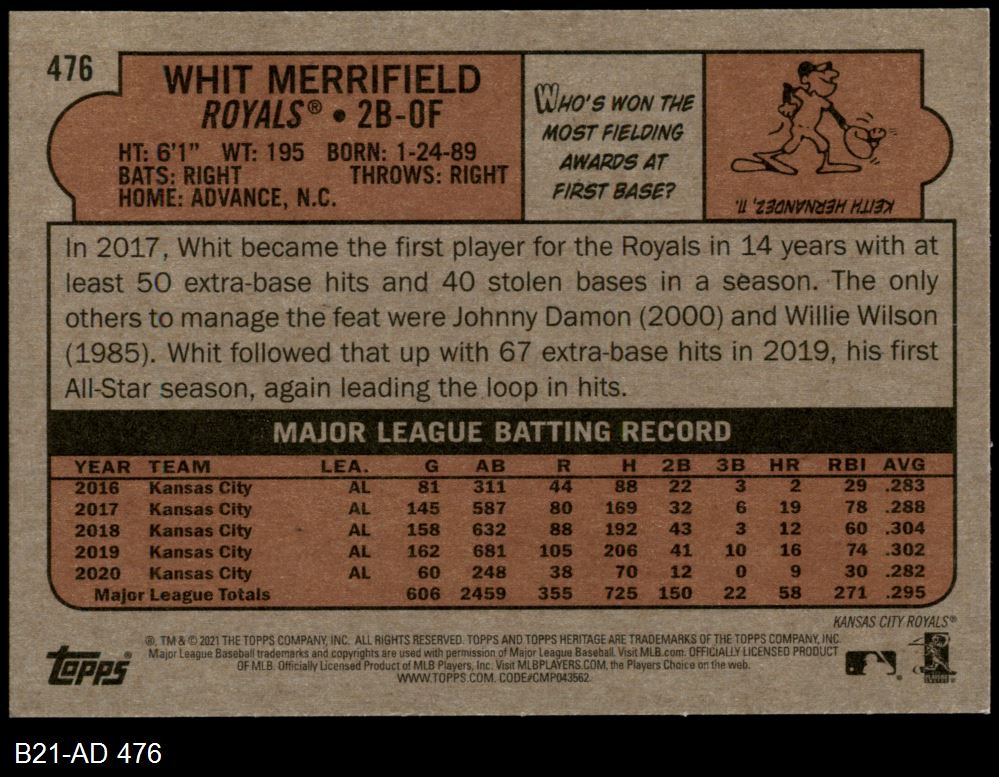 476
WHIT MERRIFIELD
ROYALS® • 2B-OF
HT: 6'1" WT: 195 BORN: 1-24-89
BATS: RIGHT THROWS: RIGHT
HOME: ADVANCE, N.C.
WHO'S WON THE
MOST FIELDING
AWARDS AT
FIRST BASE?
KEITH HERNANDEZ, 11.
In 2017, Whit became the first player for the Royals in 14 years with at
least 50 extra-base hits and 40 stolen bases in a season. The only
others to manage the feat were Johnny Damon (2000) and Willie Wilson
(1985). Whit followed that up with 67 extra-base hits in 2019, his first
All-Star season, again leading the loop in hits.
MAJOR LEAGUE BATTING RECORD
YEAR TEAM LEA. G AB R H 2B 3B HR RBI AVG
2016 Kansas City AL 81 311 44 88 22 3 2 29 .283
2017 Kansas City AL 145 587 80 169 32 6 19 78 .288
2018 Kansas City AL 158 632 88 192 43 3 12 60 .304
2019 Kansas City AL 162 681 105 206 41 10 16 74 .302
2020 Kansas City AL 60 248 38 70 12 0 9 30 .282
Major League Totals 606 2459 355 725 150 22 58 271 .295
KANSAS CITY ROYALS®
Topps®
®, TM & © 2021 THE TOPPS COMPANY, INC. ALL RIGHTS RESERVED. TOPPS AND TOPPS HERITAGE ARE TRADEMARKS OF THE TOPPS COMPANY, INC.
Major League Baseball trademarks and copyrights are used with permission of Major League Baseball. Visit MLB.com. OFFICIALLY LICENSED PRODUCT
OF MLB. Officially Licensed Product of MLB Players, Inc. Visit MLBPLAYERS.COM, the Players Choice on the web.
WWW.TOPPS.COM. CODE#CMP043562
B21-AD 476